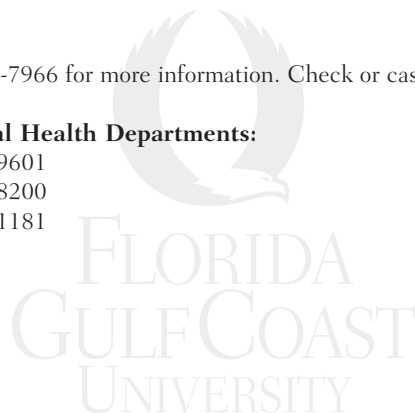 -7966 for more information. Check or cas
al Health Departments:
9601
8200
1181
FLORIDA
GULF COAST
UNIVERSITY